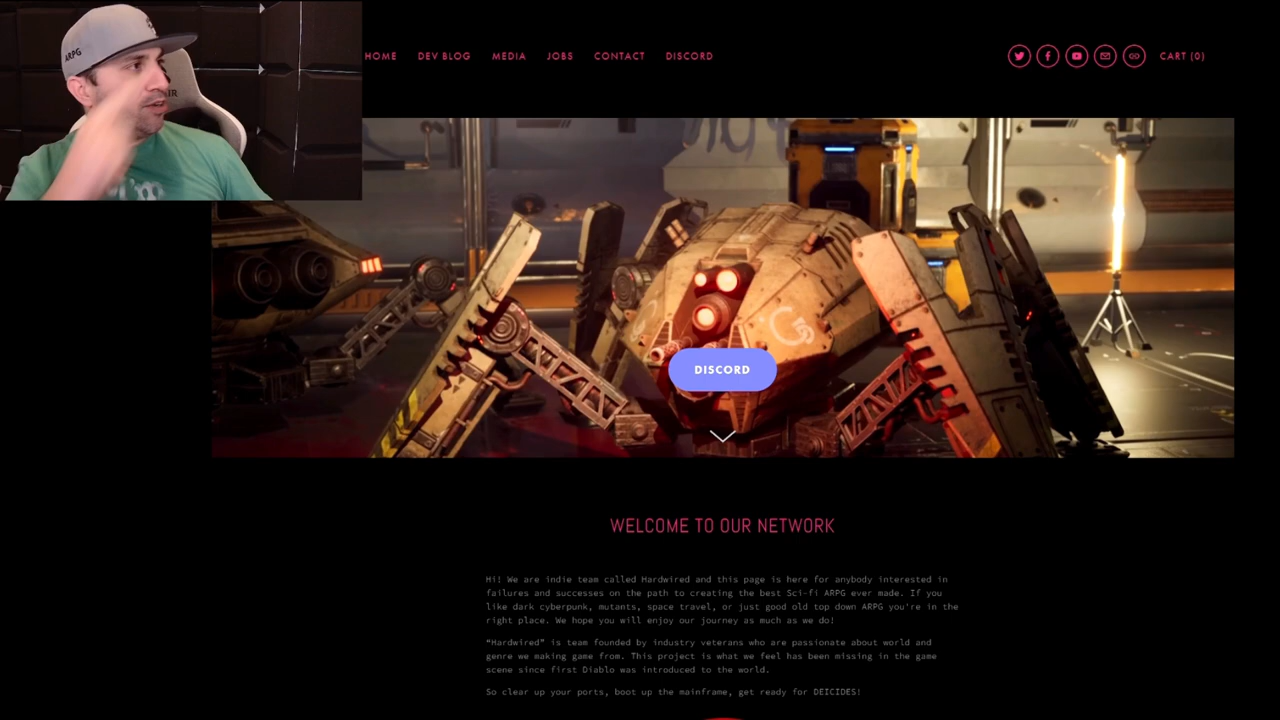 ARPG
HOME DEV BLOG MEDIA JOBS CONTACT DISCORD CART (0)
DISCORD
WELCOME TO OUR NETWORK
Hi! We are indie team called Hardwired and this page is here for anybody interested in
failures and successes on the path to creating the best Sci-fi ARPG ever made. If you
like dark cyberpunk, mutants, space travel, or just good old top down ARPG you're in the
right place. We hope you will enjoy our journey as much as we do!
"Hardwired" is team founded by industry veterans who are passionate about world and
genre we making game from. This project is what we feel has been missing in the game
scene since first Diablo was introduced to the world.
So clear up your ports, boot up the mainframe, get ready for DEICIDES!